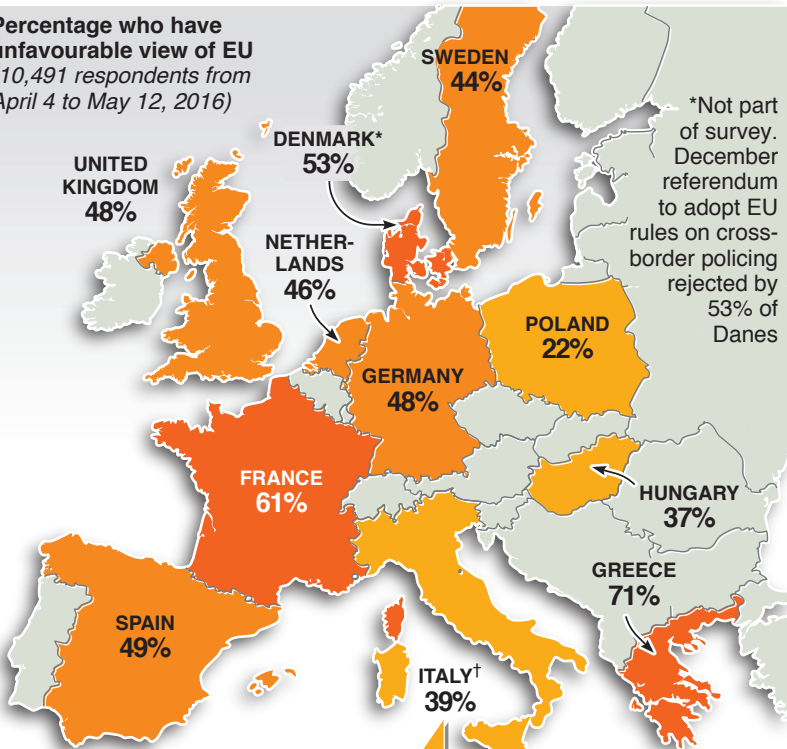 Percentage who have
unfavourable view of EU
10,491 respondents from
April 4 to May 12, 2016)
SWEDEN
44%
DENMARK*
53%
*Not part
of survey.
December
referendum
to adopt EU
rules on cross-
border policing
rejected by
53% of
Danes
UNITED
KINGDOM
48%
NETHER-
LANDS
46%
POLAND
22%
GERMANY
48%
FRANCE
61%
HUNGARY
37%
GREECE
71%
SPAIN
49%
ITALY†
39%